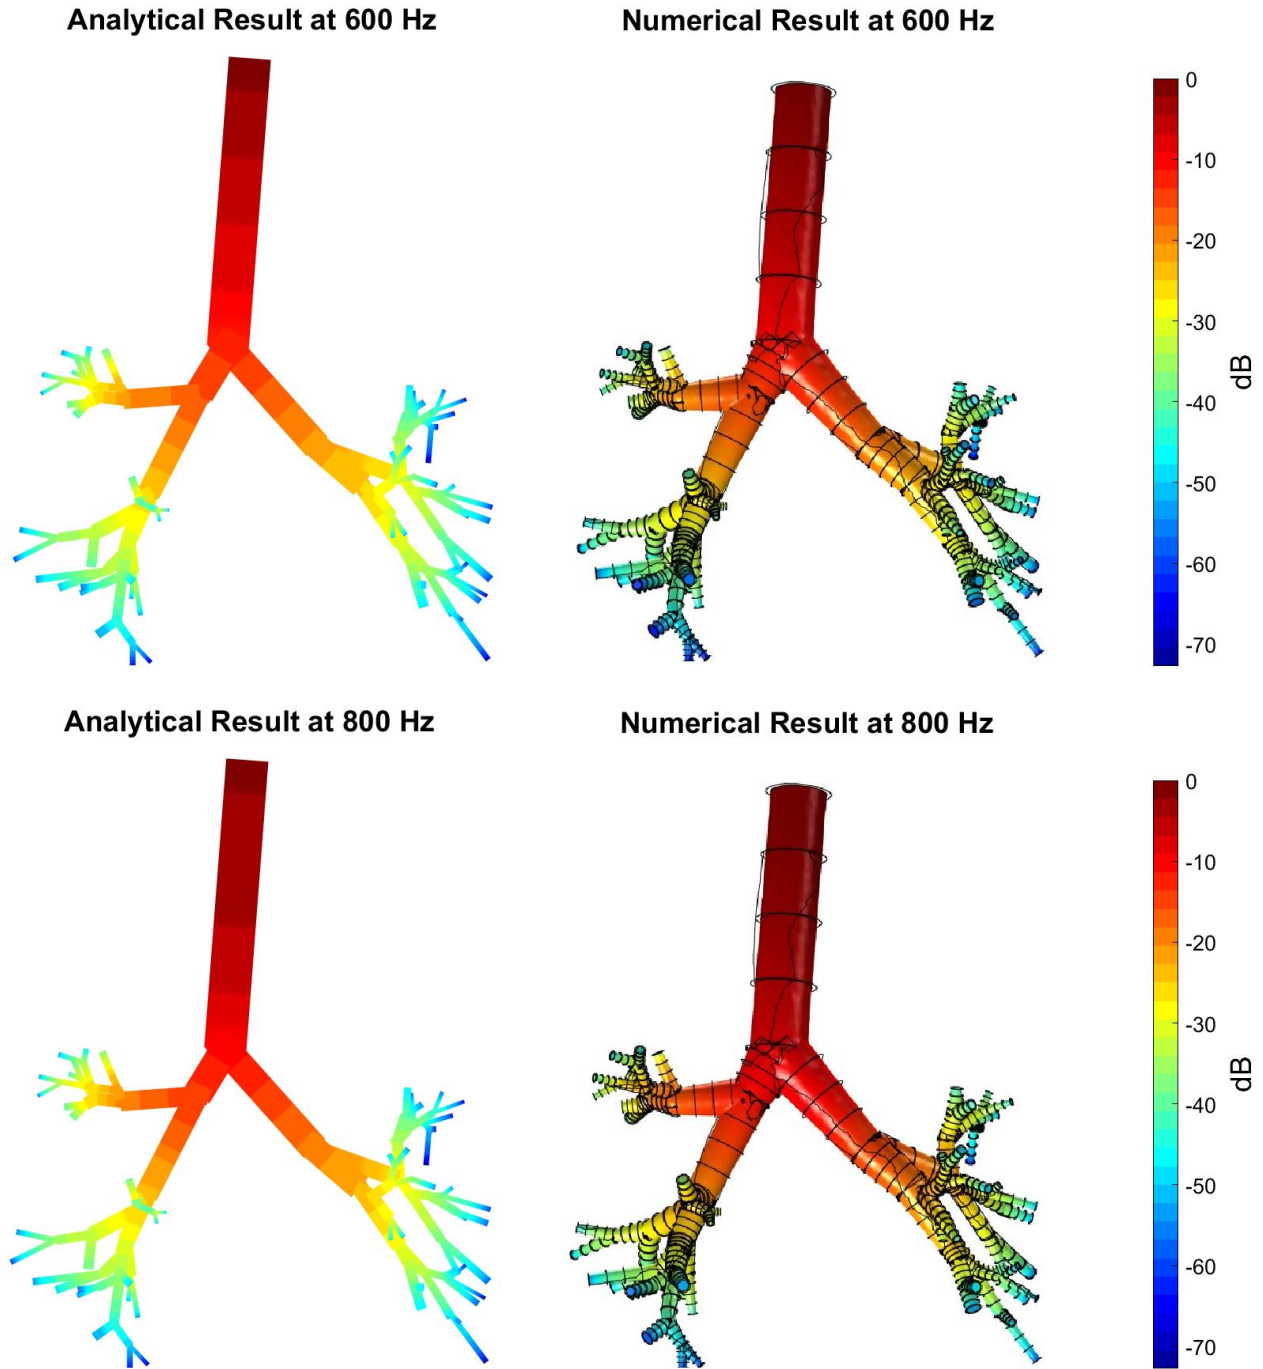 Analytical Result at 600 Hz
Numerical Result at 600 Hz
0
-10
-20
-30
-40
-50
-60
-70
dB
Analytical Result at 800 Hz
Numerical Result at 800 Hz
0
-10
-20
-30
-40
-50
-60
-70
dB